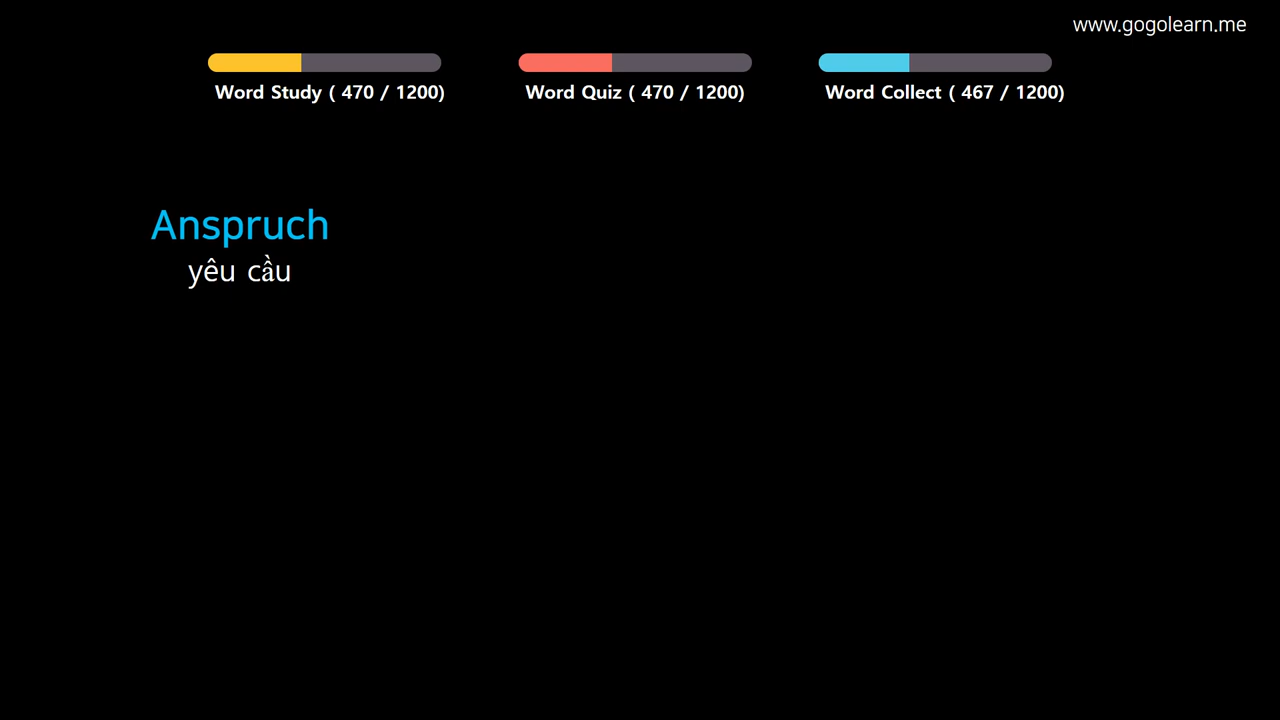 www.gogolearn.me
Word Study ( 470 / 1200)
Word Quiz ( 470 / 1200)
Word Collect ( 467 / 1200)
Anspruch
yêu cầu